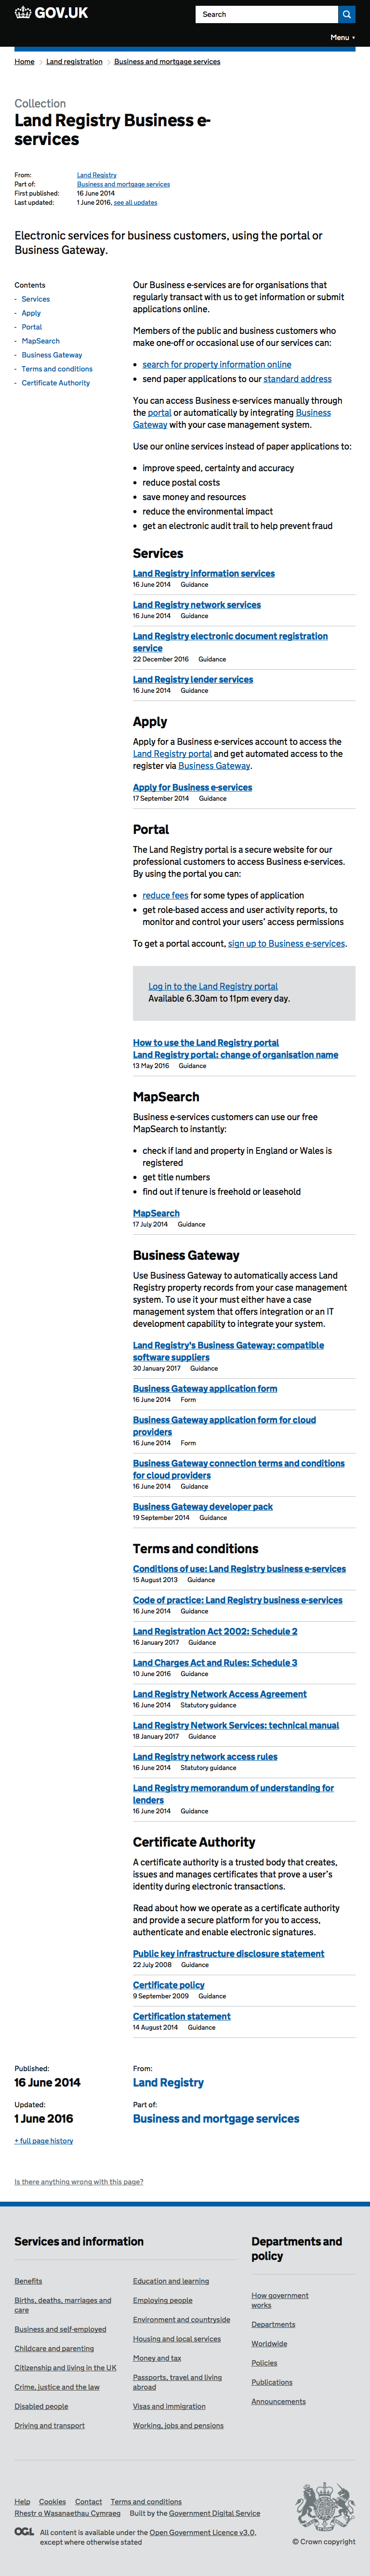 GOV.UK
Search
Menu ▾
Home
Land registration
Business and mortgage services
Collection
Land Registry Business e-
services
From: Land Registry
Part of: Business and mortgage services
First published: 16 June 2014
Last updated: 1 June 2016, see all updates
Electronic services for business customers, using the portal or
Business Gateway.
Contents
- Services
- Apply
- Portal
- MapSearch
- Business Gateway
- Terms and conditions
- Certificate Authority
Our Business e-services are for organisations that
regularly transact with us to get information or submit
applications online.
Members of the public and business customers who
make one-off or occasional use of our services can:
• search for property information online
• send paper applications to our standard address
You can access Business e-services manually through
the portal or automatically by integrating Business
Gateway with your case management system.
Use our online services instead of paper applications to:
• improve speed, certainty and accuracy
• reduce postal costs
• save money and resources
• reduce the environmental impact
• get an electronic audit trail to help prevent fraud
Services
Land Registry information services
16 June 2014 Guidance
Land Registry network services
16 June 2014 Guidance
Land Registry electronic document registration
service
22 December 2016 Guidance
Land Registry lender services
16 June 2014 Guidance
Apply
Apply for a Business e-services account to access the
Land Registry portal and get automated access to the
register via Business Gateway.
Apply for Business e-services
17 September 2014 Guidance
Portal
The Land Registry portal is a secure website for our
professional customers to access Business e-services.
By using the portal you can:
• reduce fees for some types of application
• get role-based access and user activity reports, to
monitor and control your users' access permissions
To get a portal account, sign up to Business e-services.
Log in to the Land Registry portal
Available 6.30am to 11pm every day.
How to use the Land Registry portal
Land Registry portal: change of organisation name
13 May 2016 Guidance
MapSearch
Business e-services customers can use our free
MapSearch to instantly:
• check if land and property in England or Wales is
registered
• get title numbers
• find out if tenure is freehold or leasehold
MapSearch
17 July 2014 Guidance
Business Gateway
Use Business Gateway to automatically access Land
Registry property records from your case management
system. To use it your must either have a case
management system that offers integration or an IT
development capability to integrate your system.
Land Registry's Business Gateway: compatible
software suppliers
30 January 2017 Guidance
Business Gateway application form
16 June 2014 Form
Business Gateway application form for cloud
providers
16 June 2014 Form
Business Gateway connection terms and conditions
for cloud providers
16 June 2014 Guidance
Business Gateway developer pack
19 September 2014 Guidance
Terms and conditions
Conditions of use: Land Registry business e-services
15 August 2013 Guidance
Code of practice: Land Registry business e-services
16 June 2014 Guidance
Land Registration Act 2002: Schedule 2
16 January 2017 Guidance
Land Charges Act and Rules: Schedule 3
10 June 2016 Guidance
Land Registry Network Access Agreement
16 June 2014 Statutory guidance
Land Registry Network Services: technical manual
18 January 2017 Guidance
Land Registry network access rules
16 June 2014 Statutory guidance
Land Registry memorandum of understanding for
lenders
16 June 2014 Guidance
Certificate Authority
A certificate authority is a trusted body that creates,
issues and manages certificates that prove a user's
identity during electronic transactions.
Read about how we operate as a certificate authority
and provide a secure platform for you to access,
authenticate and enable electronic signatures.
Public key infrastructure disclosure statement
22 July 2008 Guidance
Certificate policy
9 September 2009 Guidance
Certification statement
14 August 2014 Guidance
Published:
16 June 2014
Updated:
1 June 2016
+ full page history
From:
Land Registry
Part of:
Business and mortgage services
Is there anything wrong with this page?
Services and information
Benefits
Births, deaths, marriages and
care
Business and self-employed
Childcare and parenting
Citizenship and living in the UK
Crime, justice and the law
Disabled people
Driving and transport
Education and learning
Employing people
Environment and countryside
Housing and local services
Money and tax
Passports, travel and living
abroad
Visas and immigration
Working, jobs and pensions
Departments and
policy
How government
works
Departments
Worldwide
Policies
Publications
Announcements
Help Cookies Contact Terms and conditions
Rhestr o Wasanaethau Cymraeg Built by the Government Digital Service
OGL All content is available under the Open Government Licence v3.0,
except where otherwise stated
© Crown copyright